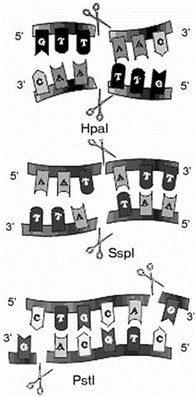 5' G T T A A C 3'
3' C A A T T G 5'
HpaI
5' A A T A T T 3'
3' T T A T A A 5'
SspI
5' C T G C A G 3'
3' G A C G T C 5'
PstI